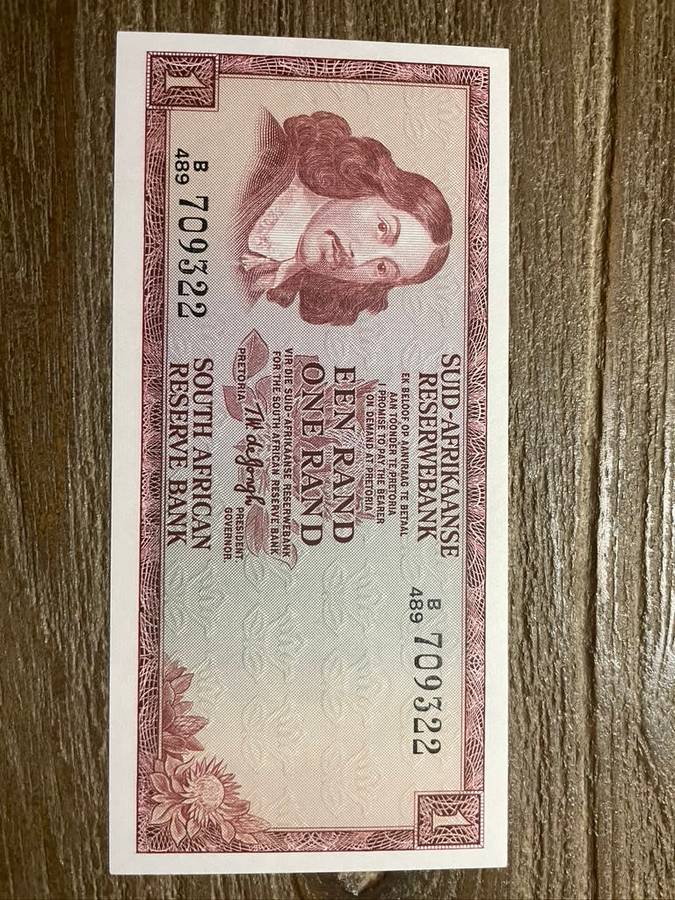 1
SUID-AFRIKAANSE
RESERWEBANK
EK BELOOF OP AANVRAAG TE BETAAL
AAN TOONDER TE PRETORIA
I PROMISE TO PAY THE BEARER
ON DEMAND AT PRETORIA
B
489 709322
EEN RAND
ONE RAND
VIR DIE SUID-AFRIKAANSE RESERWEBANK
FOR THE SOUTH AFRICAN RESERVE BANK
PRETORIA
PRESIDENT.
GOVERNOR.
B
489 709322
SOUTH AFRICAN
RESERVE BANK
1